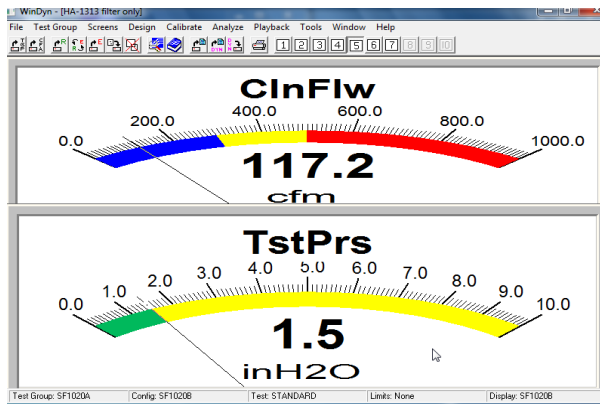 WinDyn - [HA-1313 filter only]
File Test Group Screens Design Calibrate Analyze Playback Tools Window Help
1 2 3 4 5 6 7 8 9 10
ClnFlw
0.0 200.0 400.0 600.0 800.0 1000.0
117.2
cfm
TstPrs
0.0 1.0 2.0 3.0 4.0 5.0 6.0 7.0 8.0 9.0 10.0
1.5
inH2O
Test Group: SF1020A Config: SF1020B Test: STANDARD Limits: None Display: SF1020B